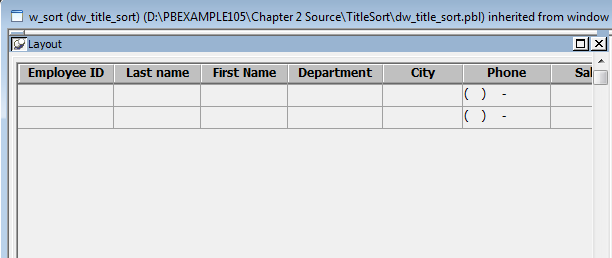 w_sort (dw_title_sort) (D:\PBEXAMPLE105\Chapter 2 Source\TitleSort\dw_title_sort.pbl) inherited from window
Layout
Employee ID Last name First Name Department City Phone Sal
( ) -
( ) -